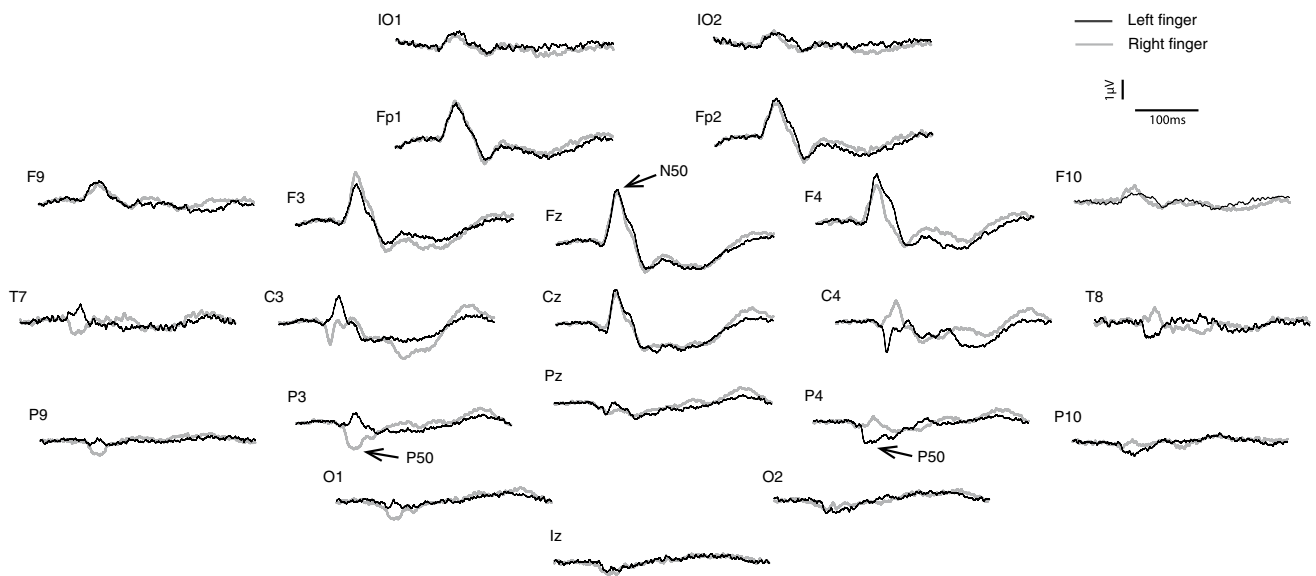 IO1
IO2
Left finger
Right finger
1µV
100ms
Fp1
Fp2
F9
F3
Fz
N50
F4
F10
T7
C3
Cz
C4
T8
P9
P3
Pz
P4
P10
P50
P50
O1
O2
Iz